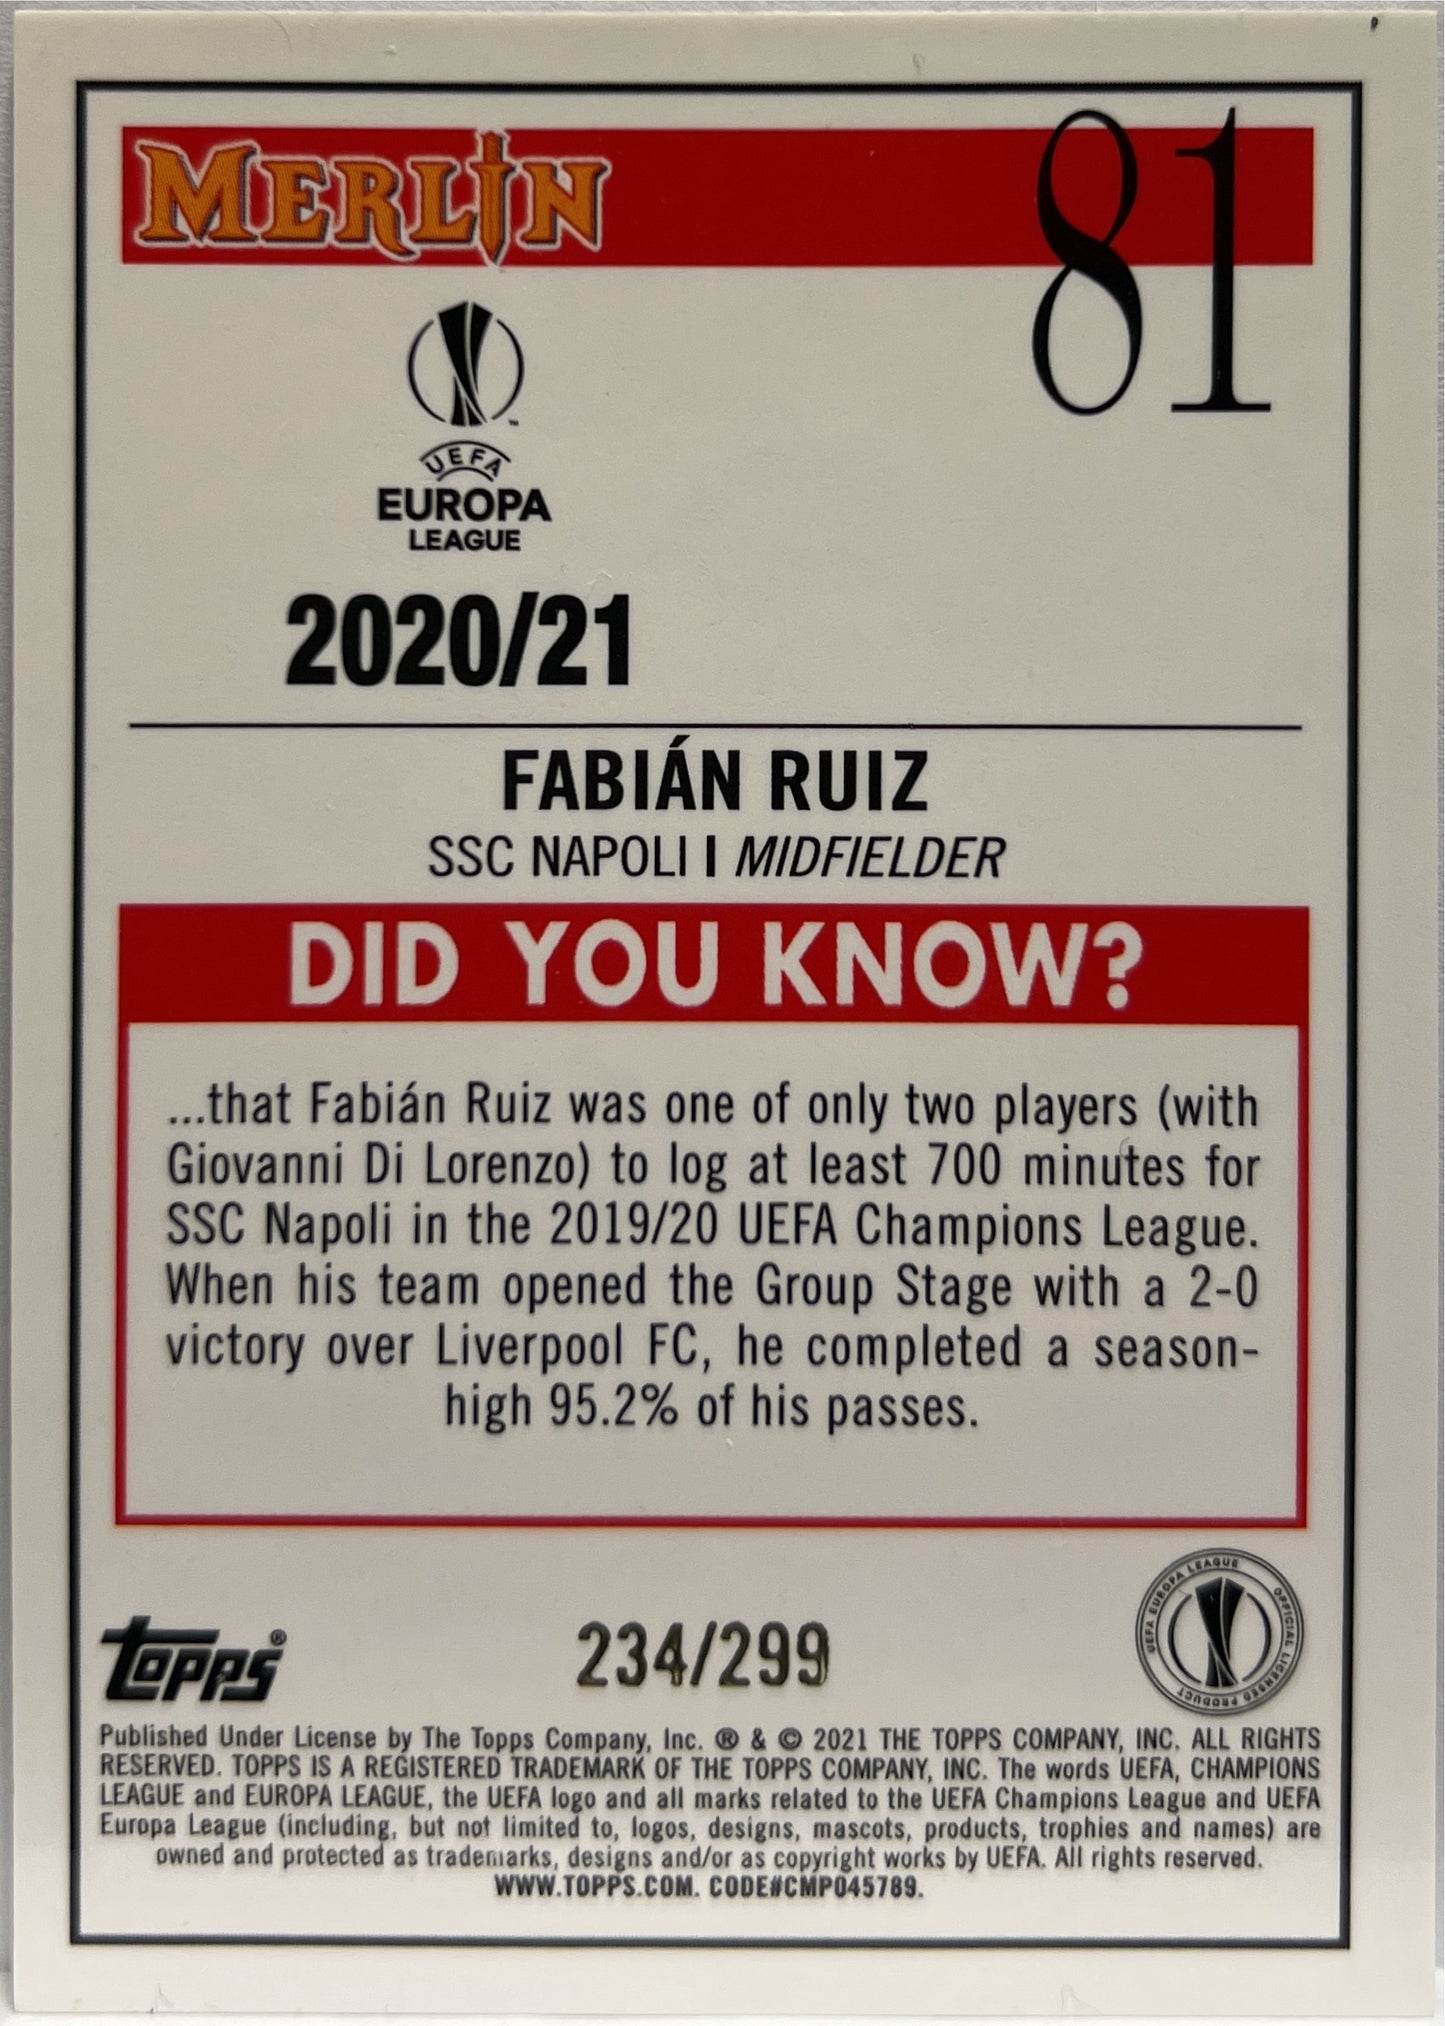 MERLIN
81
UEFA
EUROPA
LEAGUE
2020/21
FABIÁN RUIZ
SSC NAPOLI I MIDFIELDER
DID YOU KNOW?
...that Fabián Ruiz was one of only two players (with
Giovanni Di Lorenzo) to log at least 700 minutes for
SSC Napoli in the 2019/20 UEFA Champions League.
When his team opened the Group Stage with a 2-0
victory over Liverpool FC, he completed a season-
high 95.2% of his passes.
UEFA EUROPA LEAGUE OFFICIAL LICENSED PRODUCT
Topps®
234/299
Published Under License by The Topps Company, Inc. ® & © 2021 THE TOPPS COMPANY, INC. ALL RIGHTS
RESERVED. TOPPS IS A REGISTERED TRADEMARK OF THE TOPPS COMPANY, INC. The words UEFA, CHAMPIONS
LEAGUE and EUROPA LEAGUE, the UEFA logo and all marks related to the UEFA Champions League and UEFA
Europa League (including, but not limited to, logos, designs, mascots, products, trophies and names) are
owned and protected as trademarks, designs and/or as copyright works by UEFA. All rights reserved.
WWW.TOPPS.COM. CODE#CMP045789.